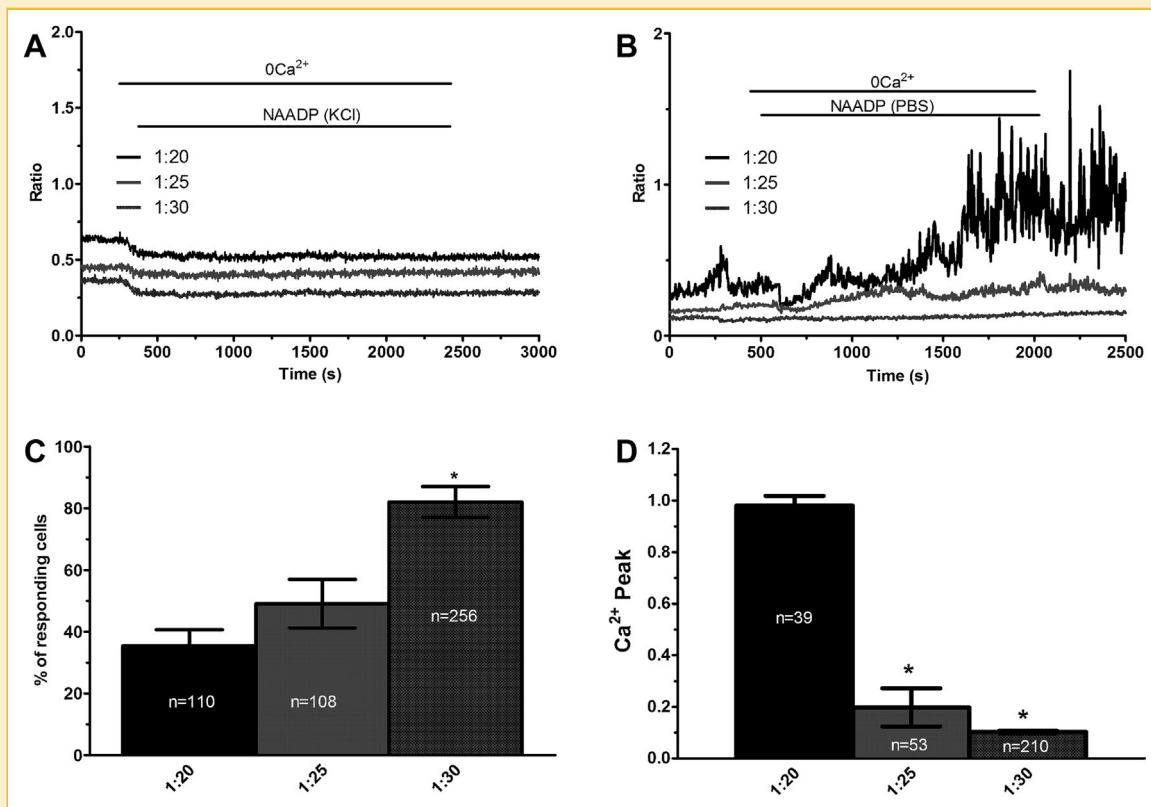 A
2.0
1.5
1.0
0.5
0.0
Ratio
0Ca²⁺
NAADP (KCl)
1:20
1:25
1:30
0
500
1000
1500
2000
2500
3000
Time (s)
B
2
1
0
Ratio
0Ca²⁺
NAADP (PBS)
1:20
1:25
1:30
0
500
1000
1500
2000
2500
Time (s)
C
100
80
60
40
20
0
% of responding cells
*
n=110
n=108
n=256
1:20
1:25
1:30
D
1.2
1.0
0.8
0.6
0.4
0.2
0.0
Ca²⁺ Peak
*
*
n=39
n=53
n=210
1:20
1:25
1:30